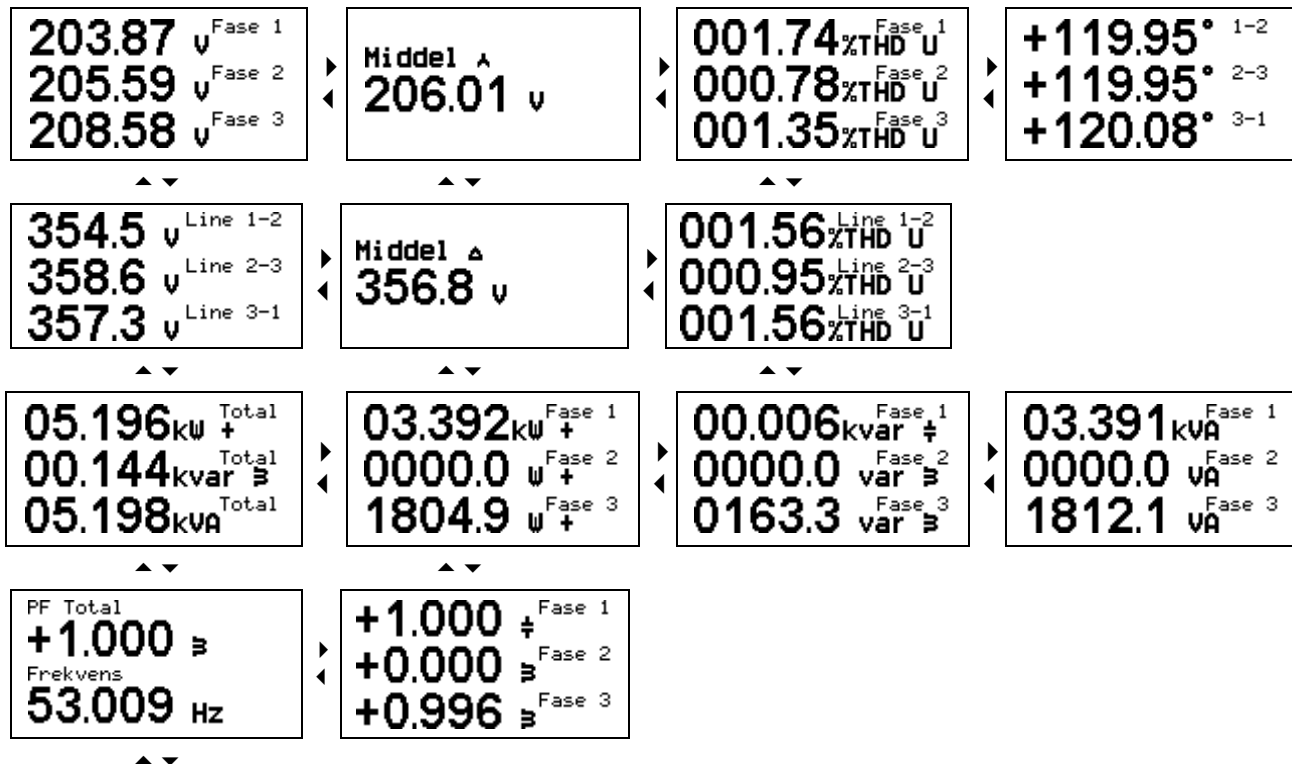 203.87 V Fase 1
205.59 V Fase 2
208.58 V Fase 3
Middel
206.01 V
001.74 %THD U Fase 1
000.78 %THD U Fase 2
001.35 %THD U Fase 3
+119.95° 1-2
+119.95° 2-3
+120.08° 3-1
354.5 V Line 1-2
358.6 V Line 2-3
357.3 V Line 3-1
Middel
356.8 V
001.56 %THD U Line 1-2
000.95 %THD U Line 2-3
001.56 %THD U Line 3-1
05.196 kW + Total
00.144 kvar Total
05.198 kVA Total
03.392 kW + Fase 1
0000.0 W + Fase 2
1804.9 W + Fase 3
00.006 kvar Fase 1
0000.0 var Fase 2
0163.3 var Fase 3
03.391 kVA Fase 1
0000.0 VA Fase 2
1812.1 VA Fase 3
PF Total
+1.000
Frekvens
53.009 Hz
+1.000 Fase 1
+0.000 Fase 2
+0.996 Fase 3